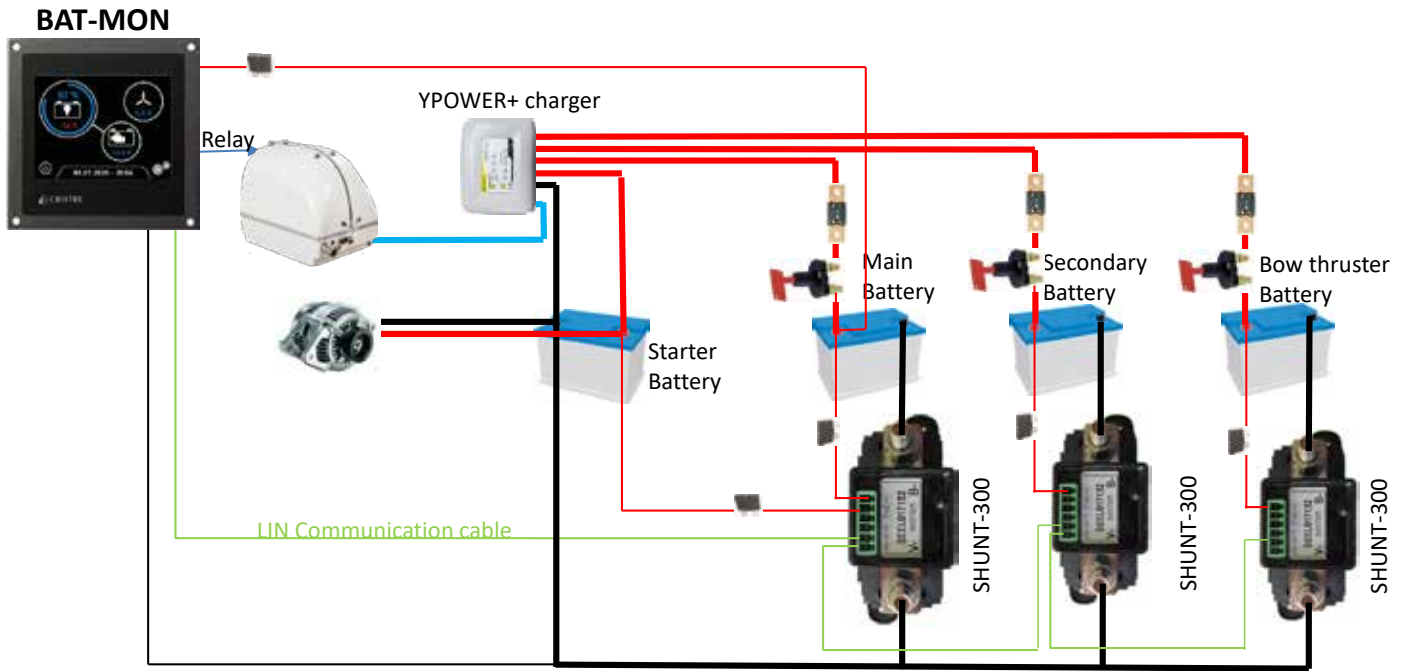 BAT-MON
YPOWER+ charger
Relay
CRISTEC
Main
Battery
Secondary
Battery
Bow thruster
Battery
Starter
Battery
LIN Communication cable
SHUNT-300
SHUNT-300
SHUNT-300